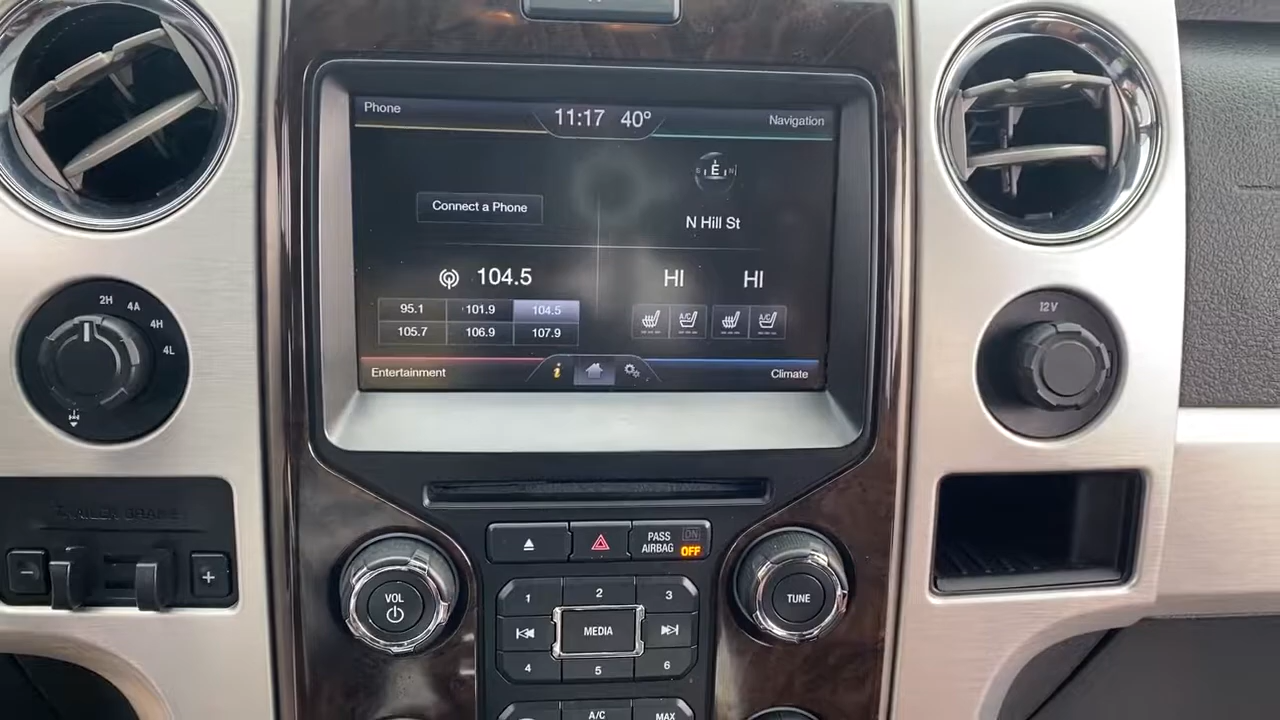 Phone
11:17 40°
Navigation
E
Connect a Phone
N Hill St
104.5
HI HI
95.1 101.9 104.5
105.7 106.9 107.9
A/C A/C
Entertainment
i
Climate
2H
4A
4H
4L
12V
TRAILER BRAKE
− +
PASS
AIRBAG
ON
OFF
VOL
TUNE
1 2 3
MEDIA
4 5 6
A/C
MAX